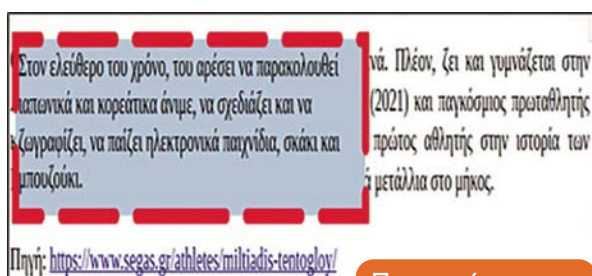 Στον ελεύθερο του χρόνο, του αρέσει να παρακολουθεί
ιαπωνικά και κορεάτικα άνιμε, να σχεδιάζει και να
ζωγραφίζει, να παίζει ηλεκτρονικά παιχνίδια, σκάκι και
μπουζούκι.
Πλέον, ζει και γυμνάζεται στην
(2021) και παγκόσμιος πρωταθλητής
πρώτος αθλητής στην ιστορία των
μετάλλια στο μήκος.
Πηγή: https://www.segas.gr/athletes/miltiadis-tentogloy/